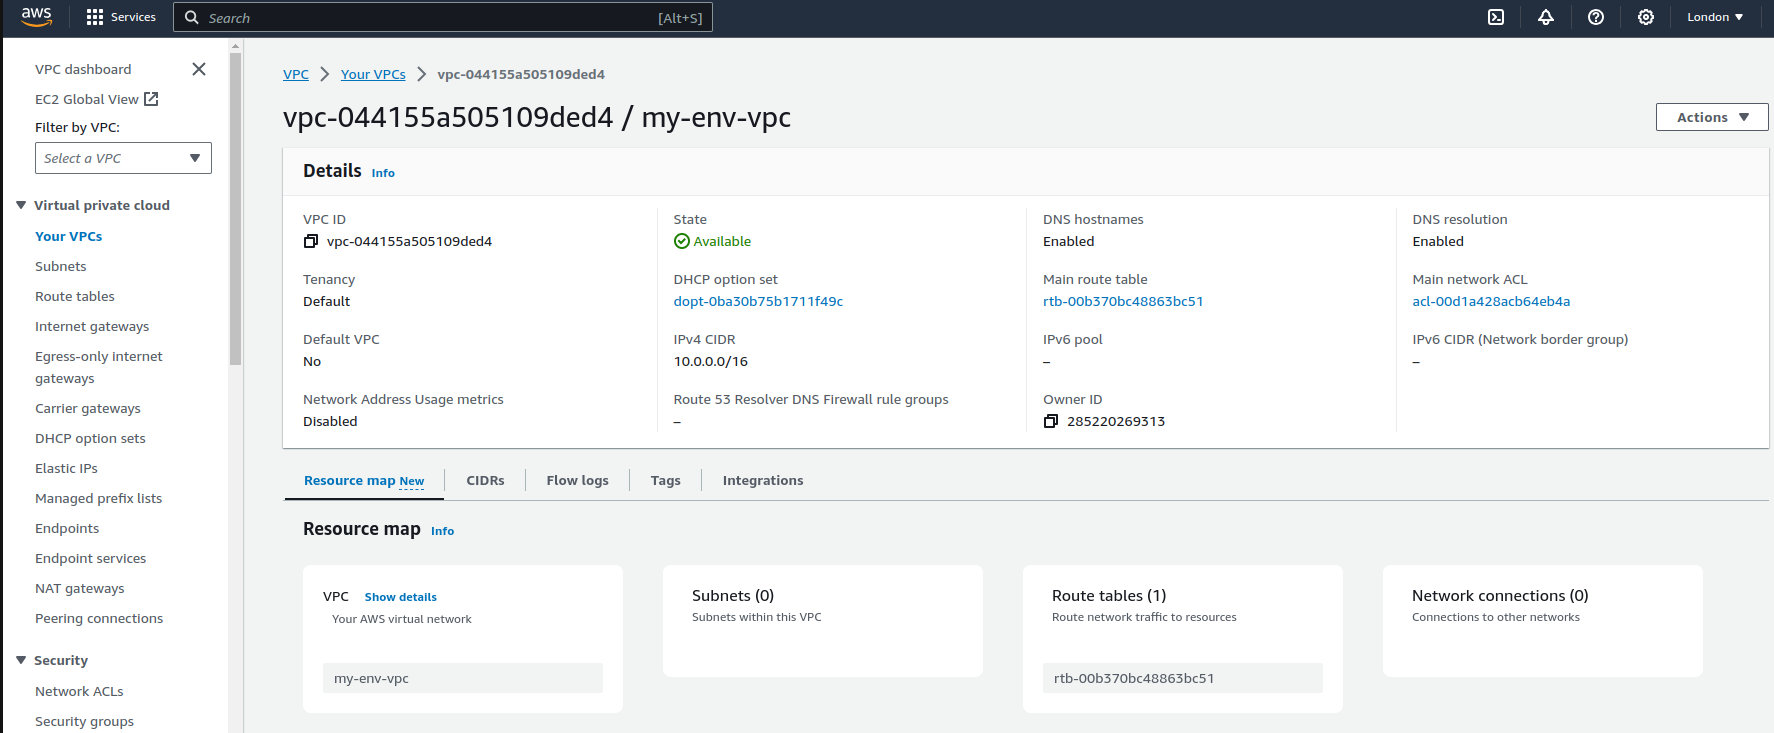 aws
Services
Search
[Alt+S]
London
VPC dashboard
EC2 Global View
Filter by VPC:
Select a VPC
Virtual private cloud
Your VPCs
Subnets
Route tables
Internet gateways
Egress-only internet
gateways
Carrier gateways
DHCP option sets
Elastic IPs
Managed prefix lists
Endpoints
Endpoint services
NAT gateways
Peering connections
Security
Network ACLs
Security groups
VPC > Your VPCs > vpc-044155a505109ded4
vpc-044155a505109ded4 / my-env-vpc
Actions
Details Info
VPC ID
vpc-044155a505109ded4
State
Available
DNS hostnames
Enabled
DNS resolution
Enabled
Tenancy
Default
DHCP option set
dopt-0ba30b75b1711f49c
Main route table
rtb-00b370bc48863bc51
Main network ACL
acl-00d1a428acb64eb4a
Default VPC
No
IPv4 CIDR
10.0.0.0/16
IPv6 pool
–
IPv6 CIDR (Network border group)
–
Network Address Usage metrics
Disabled
Route 53 Resolver DNS Firewall rule groups
–
Owner ID
285220269313
Resource map New
CIDRs
Flow logs
Tags
Integrations
Resource map Info
VPC Show details
Your AWS virtual network
my-env-vpc
Subnets (0)
Subnets within this VPC
Route tables (1)
Route network traffic to resources
rtb-00b370bc48863bc51
Network connections (0)
Connections to other networks